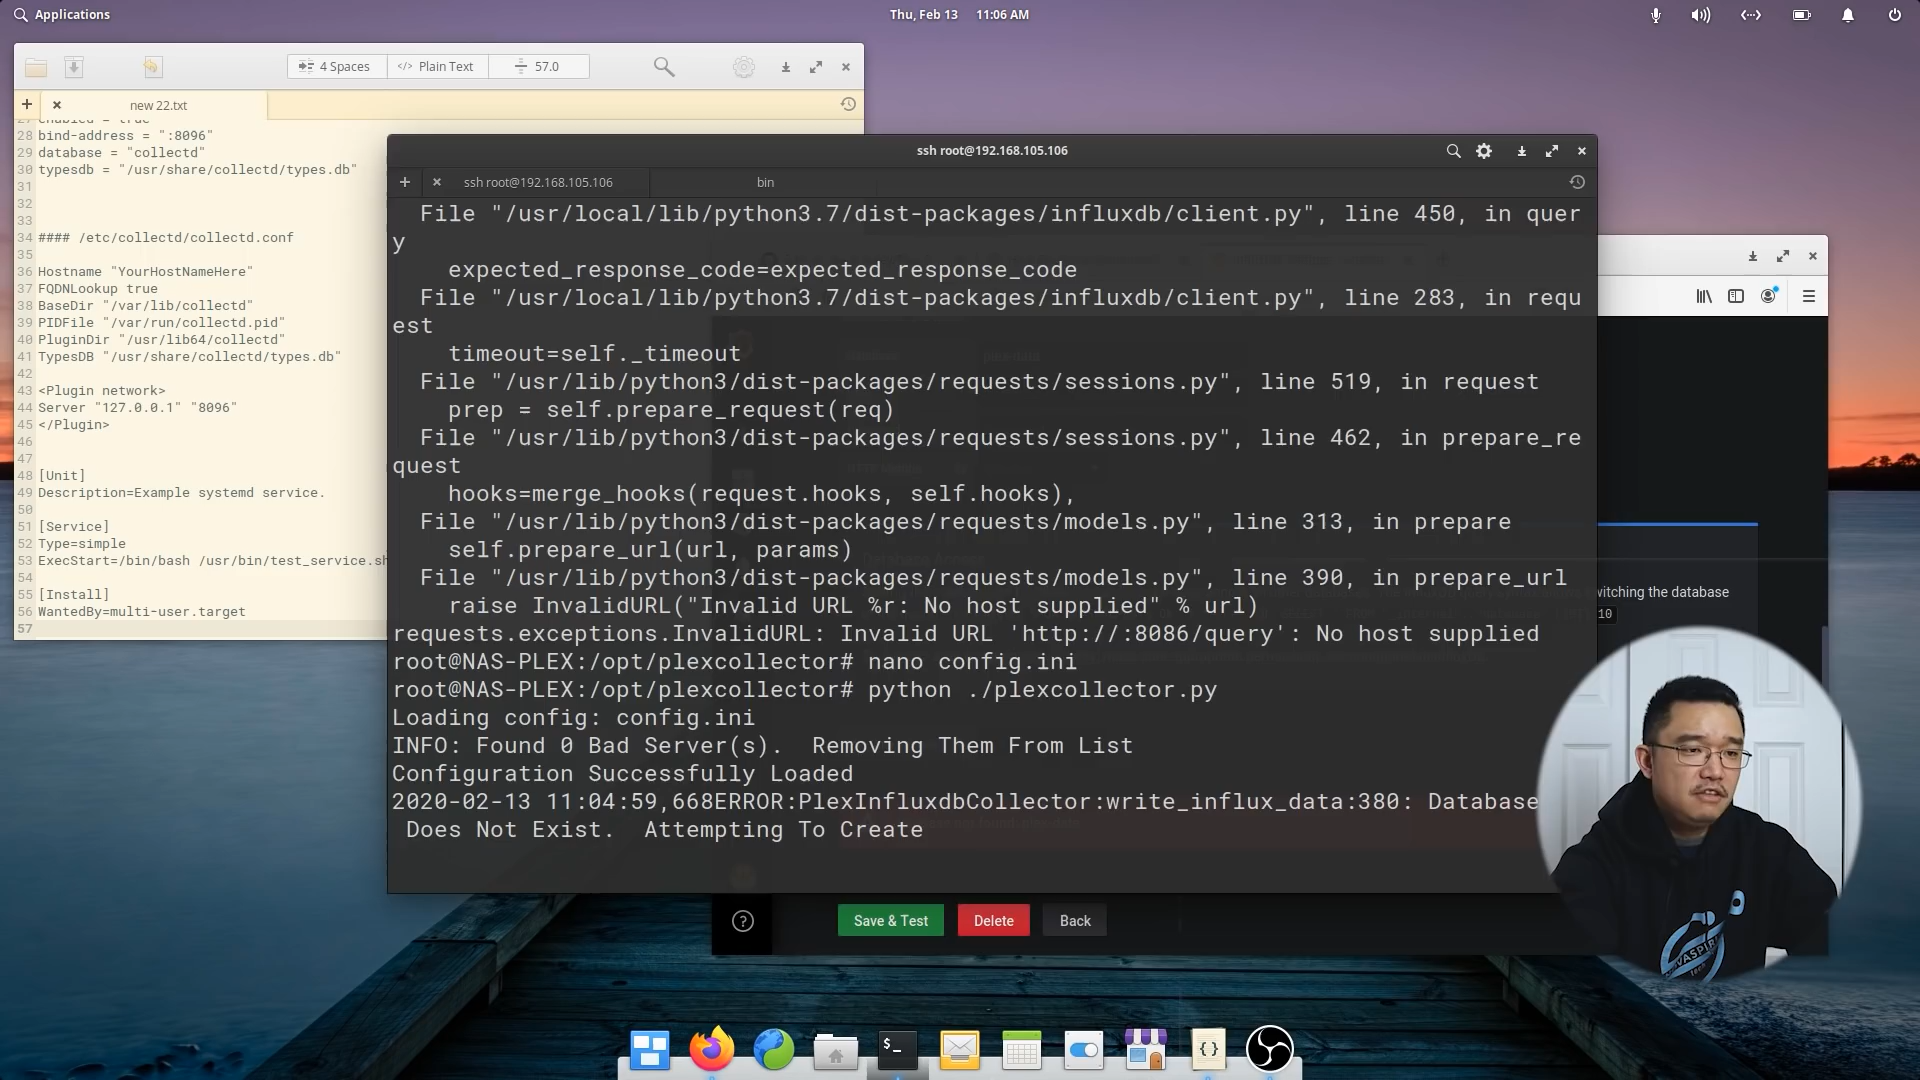 Applications
Thu, Feb 13 11:06 AM
4 Spaces
</> Plain Text
57.0
new 22.txt
27 enabled = true
28 bind-address = ":8096"
29 database = "collectd"
30 typesdb = "/usr/share/collectd/types.db"
31
32
33
34 #### /etc/collectd/collectd.conf
35
36 Hostname "YourHostNameHere"
37 FQDNLookup true
38 BaseDir "/var/lib/collectd"
39 PIDFile "/var/run/collectd.pid"
40 PluginDir "/usr/lib64/collectd"
41 TypesDB "/usr/share/collectd/types.db"
42
43 <Plugin network>
44 Server "127.0.0.1" "8096"
45 </Plugin>
46
47
48 [Unit]
49 Description=Example systemd service.
50
51 [Service]
52 Type=simple
53 ExecStart=/bin/bash /usr/bin/test_service.sh
54
55 [Install]
56 WantedBy=multi-user.target
57
ssh root@192.168.105.106
ssh root@192.168.105.106
bin
File "/usr/local/lib/python3.7/dist-packages/influxdb/client.py", line 450, in quer
y
expected_response_code=expected_response_code
File "/usr/local/lib/python3.7/dist-packages/influxdb/client.py", line 283, in requ
est
timeout=self._timeout
File "/usr/lib/python3/dist-packages/requests/sessions.py", line 519, in request
prep = self.prepare_request(req)
File "/usr/lib/python3/dist-packages/requests/sessions.py", line 462, in prepare_re
quest
hooks=merge_hooks(request.hooks, self.hooks),
File "/usr/lib/python3/dist-packages/requests/models.py", line 313, in prepare
self.prepare_url(url, params)
File "/usr/lib/python3/dist-packages/requests/models.py", line 390, in prepare_url
raise InvalidURL("Invalid URL %r: No host supplied" % url)
requests.exceptions.InvalidURL: Invalid URL 'http://:8086/query': No host supplied
root@NAS-PLEX:/opt/plexcollector# nano config.ini
root@NAS-PLEX:/opt/plexcollector# python ./plexcollector.py
Loading config: config.ini
INFO: Found 0 Bad Server(s).  Removing Them From List
Configuration Successfully Loaded
2020-02-13 11:04:59,668ERROR:PlexInfluxdbCollector:write_influx_data:380: Database
Does Not Exist.  Attempting To Create
witching the database
10
Save & Test
Delete
Back